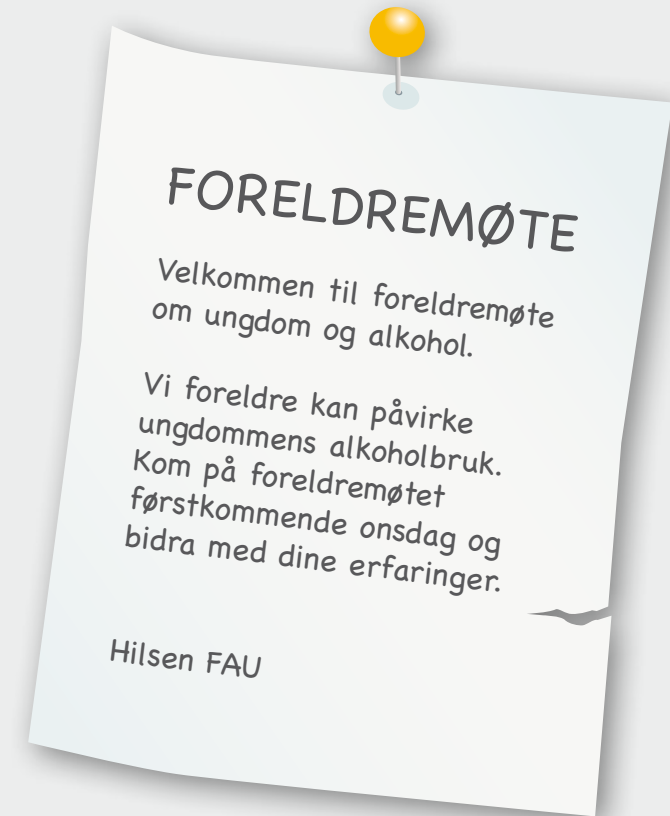 FORELDREMØTE
Velkommen til foreldremøte
om ungdom og alkohol.
Vi foreldre kan påvirke
ungdommens alkoholbruk.
Kom på foreldremøtet
førstkommende onsdag og
bidra med dine erfaringer.
Hilsen FAU